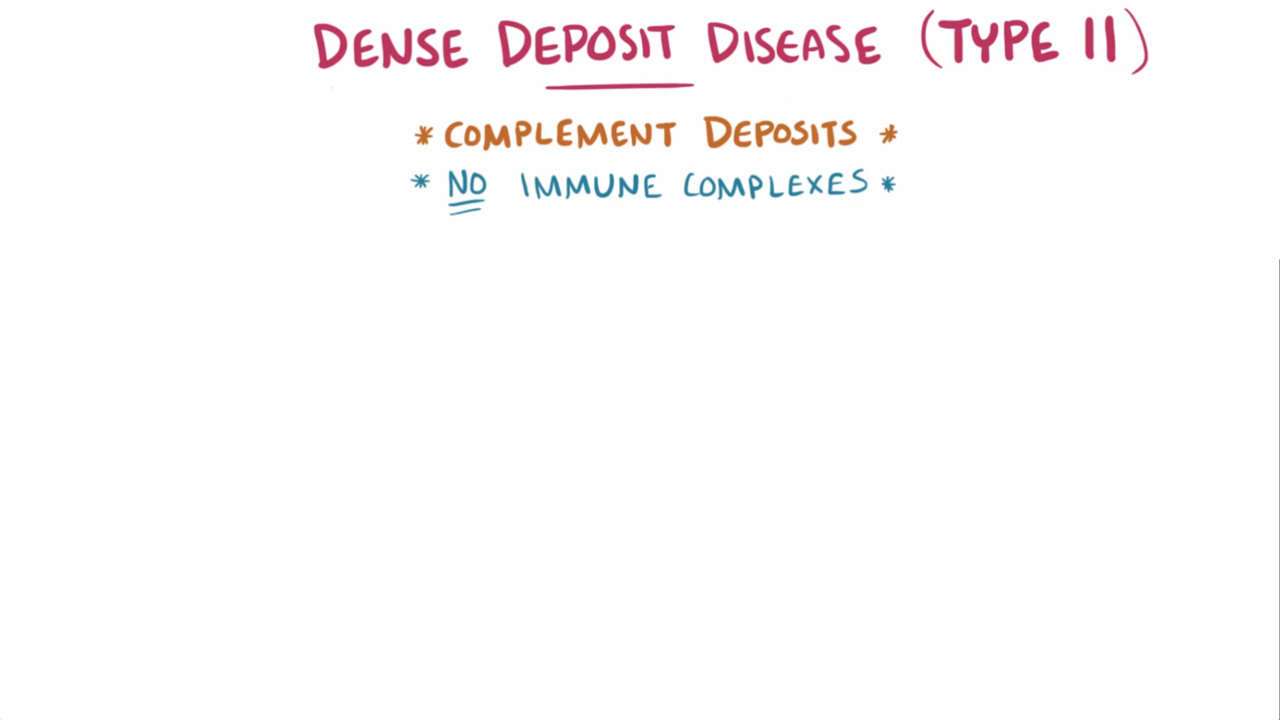 DENSE DEPOSIT DISEASE (TYPE II)
* COMPLEMENT DEPOSITS *
* NO IMMUNE COMPLEXES *